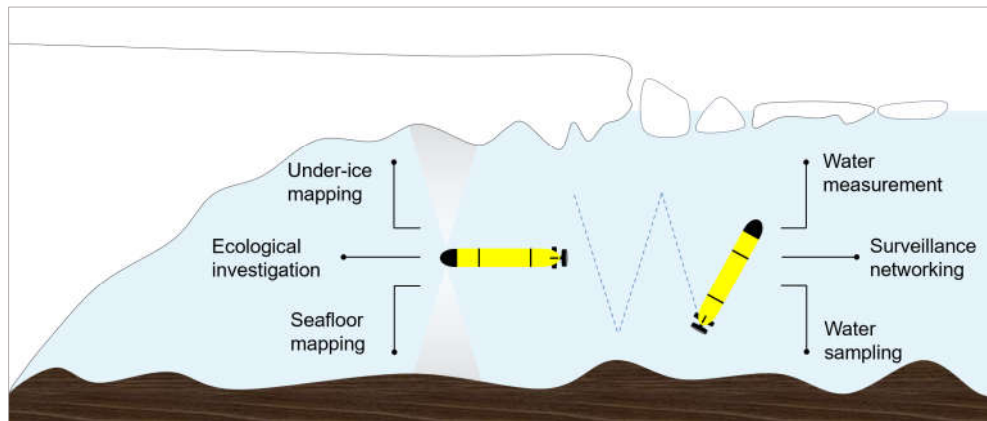 Under-ice
mapping
Ecological
investigation
Seafloor
mapping
Water
measurement
Surveillance
networking
Water
sampling